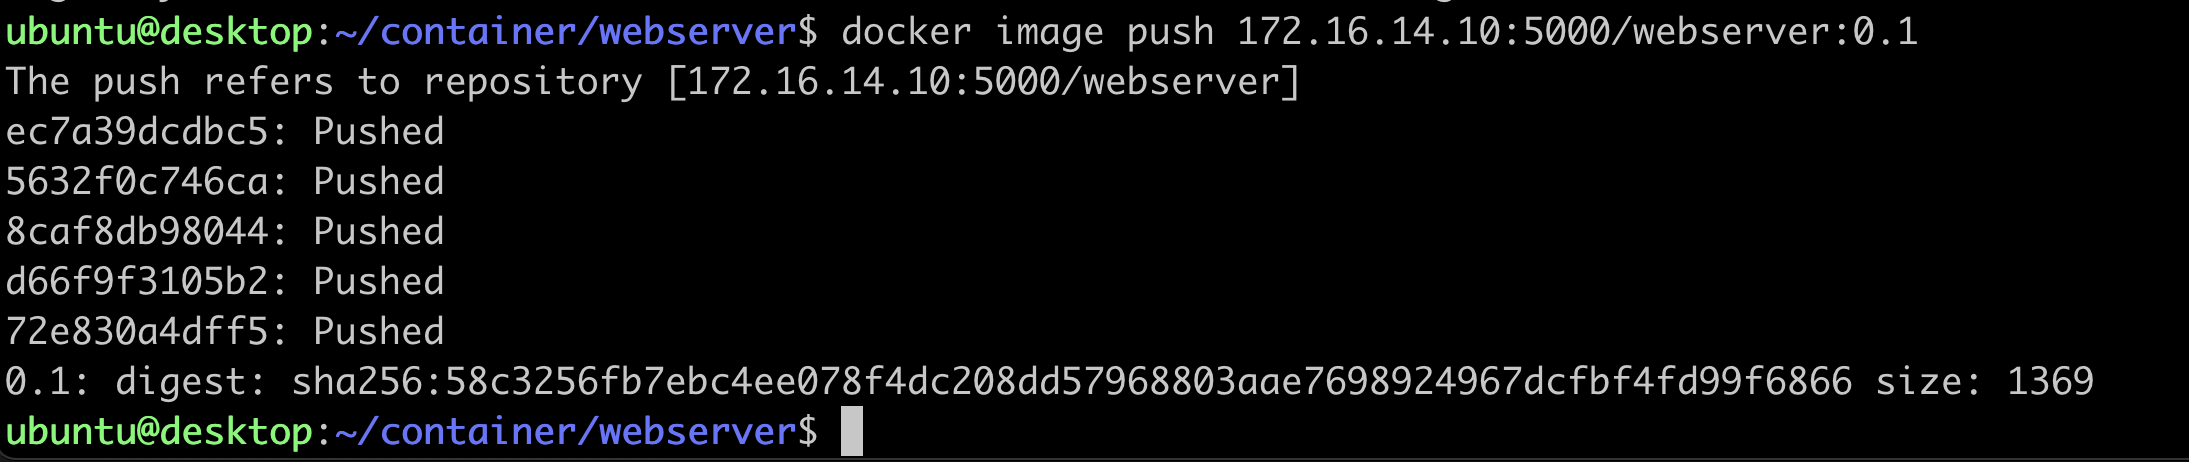 ubuntu@desktop:~/container/webserver$ docker image push 172.16.14.10:5000/webserver:0.1
The push refers to repository [172.16.14.10:5000/webserver]
ec7a39dcdbc5: Pushed
5632f0c746ca: Pushed
8caf8db98044: Pushed
d66f9f3105b2: Pushed
72e830a4dff5: Pushed
0.1: digest: sha256:58c3256fb7ebc4ee078f4dc208dd57968803aae7698924967dcfbf4fd99f6866 size: 1369
ubuntu@desktop:~/container/webserver$